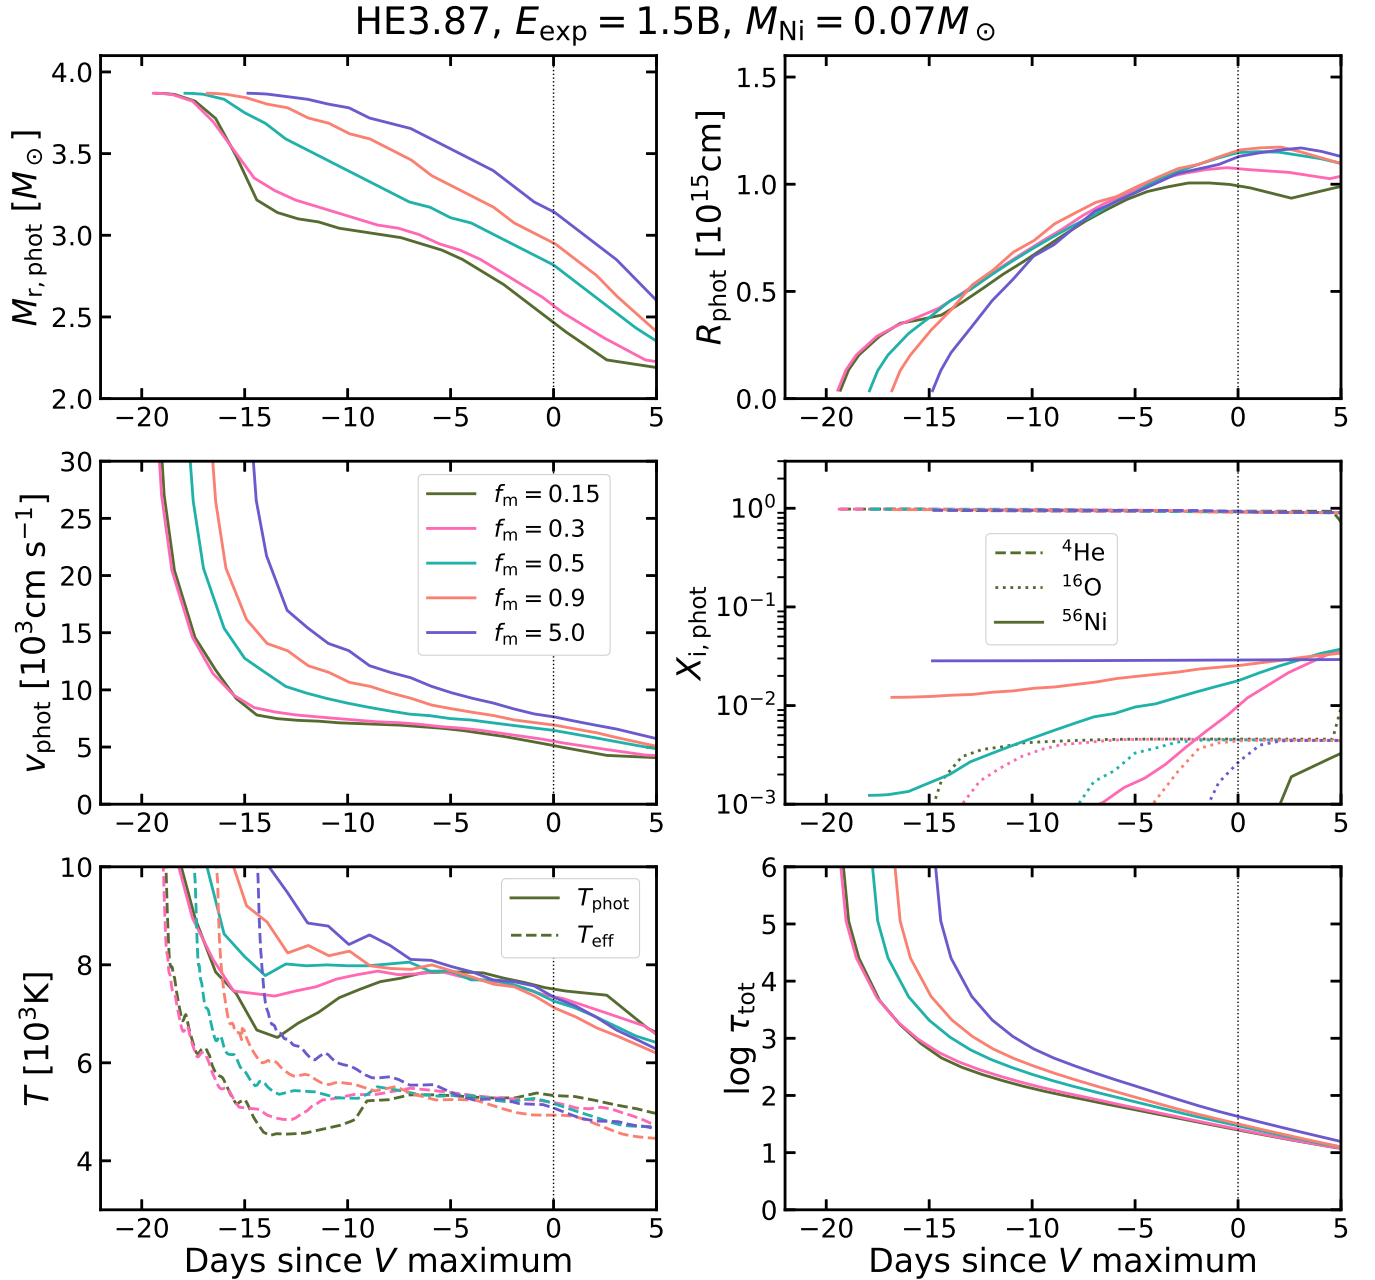 HE3.87, E_exp = 1.5B, M_Ni = 0.07M_⊙
4.0
3.5
3.0
2.5
2.0
M_r,phot [M_⊙]
−20 −15 −10 −5 0 5
1.5
1.0
0.5
0.0
R_phot [10^15 cm]
−20 −15 −10 −5 0 5
30
25
20
15
10
5
0
v_phot [10^3 cm s^−1]
f_m = 0.15
f_m = 0.3
f_m = 0.5
f_m = 0.9
f_m = 5.0
−20 −15 −10 −5 0 5
10^0
10^−1
10^−2
10^−3
X_i,phot
^4He
^16O
^56Ni
−20 −15 −10 −5 0 5
10
8
6
4
T [10^3 K]
T_phot
T_eff
−20 −15 −10 −5 0 5
Days since V maximum
6
5
4
3
2
1
0
log τ_tot
−20 −15 −10 −5 0 5
Days since V maximum